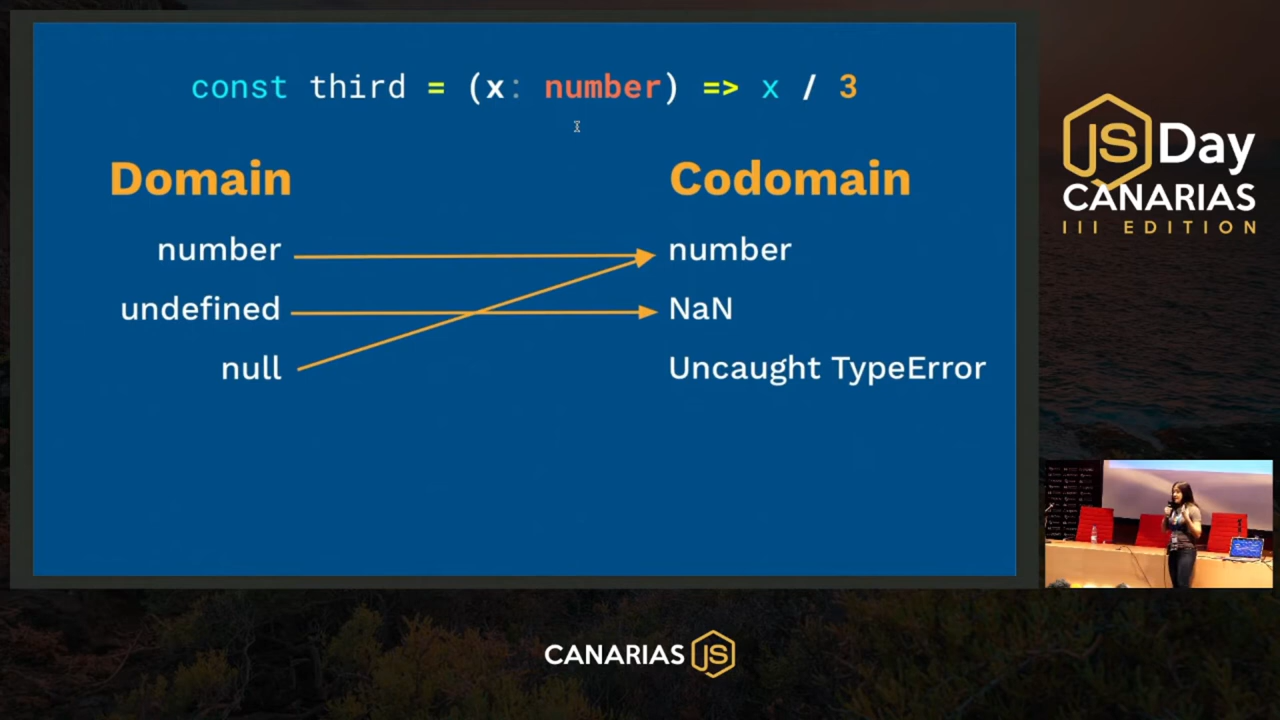 const third = (x: number) => x / 3
Domain
Codomain
number
number
undefined
NaN
null
Uncaught TypeError
JS Day
CANARIAS
III EDITION
CANARIAS JS